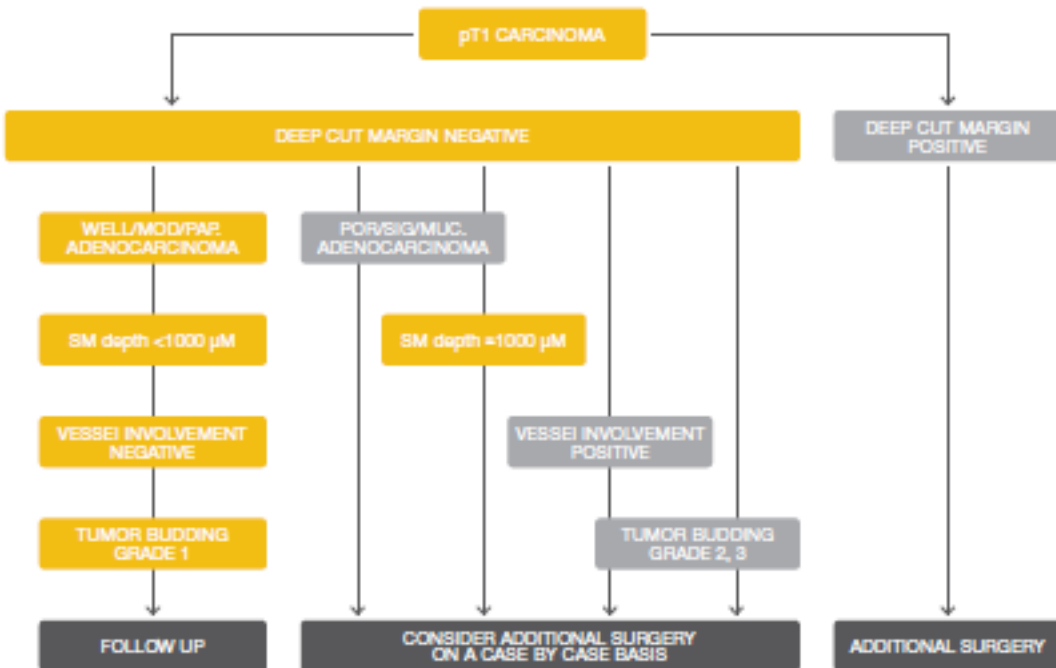 pT1 CARCINOMA
DEEP CUT MARGIN NEGATIVE
DEEP CUT MARGIN
POSITIVE
WELL/MOD/PAP.
ADENOCARCINOMA
POR/SIG/MUC.
ADENOCARCINOMA
SM depth <1000 µM
SM depth =1000 µM
VESSEI INVOLVEMENT
NEGATIVE
VESSEI INVOLVEMENT
POSITIVE
TUMOR BUDDING
GRADE 1
TUMOR BUDDING
GRADE 2, 3
FOLLOW UP
CONSIDER ADDITIONAL SURGERY
ON A CASE BY CASE BASIS
ADDITIONAL SURGERY